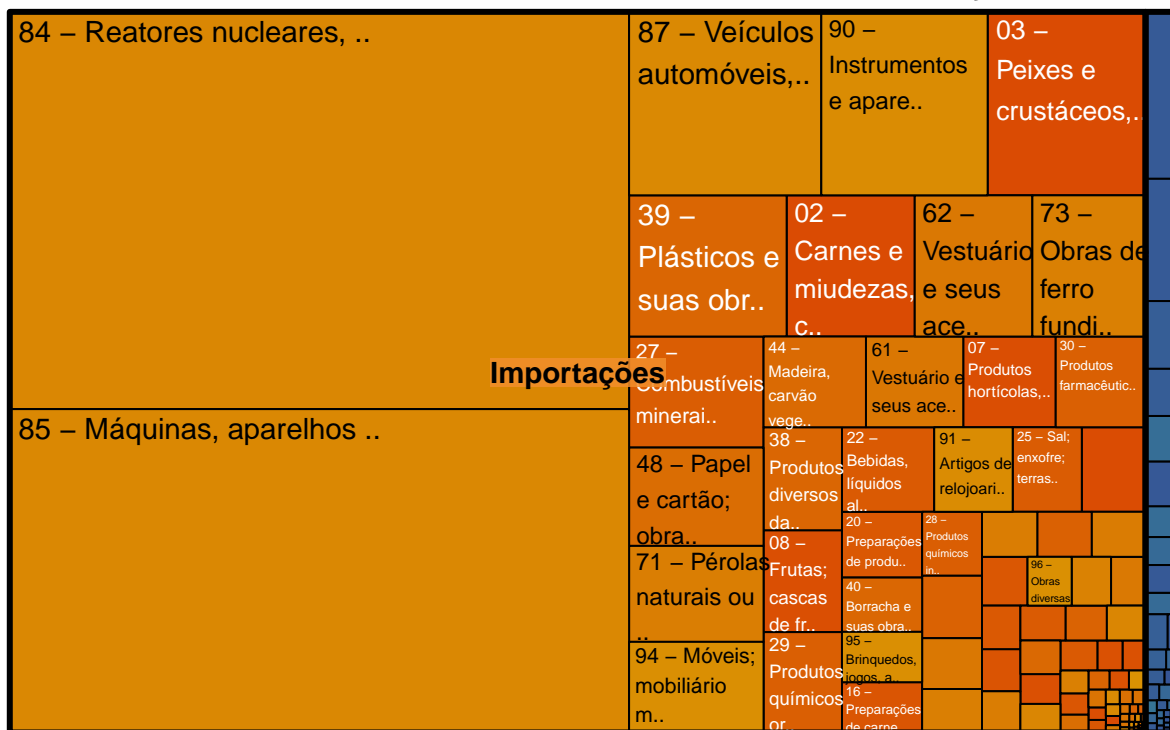 84 – Reatores nucleares, ..
85 – Máquinas, aparelhos ..
Importações
87 – Veículos
automóveis,..
90 –
Instrumentos
e apare..
03 –
Peixes e
crustáceos,..
39 –
Plásticos e
suas obr..
02 –
Carnes e
miudezas,
c..
62 –
Vestuário
e seus
ace..
73 –
Obras de
ferro
fundi..
27 –
Combustíveis
minerai..
44 –
Madeira,
carvão
vege..
61 –
Vestuário e
seus ace..
07 –
Produtos
hortícolas,..
30 –
Produtos
farmacêutic..
48 – Papel
e cartão;
obra..
38 –
Produtos
diversos
da..
22 –
Bebidas,
líquidos
al..
91 –
Artigos de
relojoari..
25 – Sal;
enxofre;
terras..
71 – Pérolas
naturais ou
..
08 –
Frutas;
cascas
de fr..
20 –
Preparações
de produ..
28 –
Produtos
químicos
in..
40 –
Borracha e
suas obra..
96 –
Obras
diversas
94 – Móveis;
mobiliário
m..
29 –
Produtos
químicos
or..
95 –
Brinquedos,
jogos, a..
16 –
Preparações
de carne